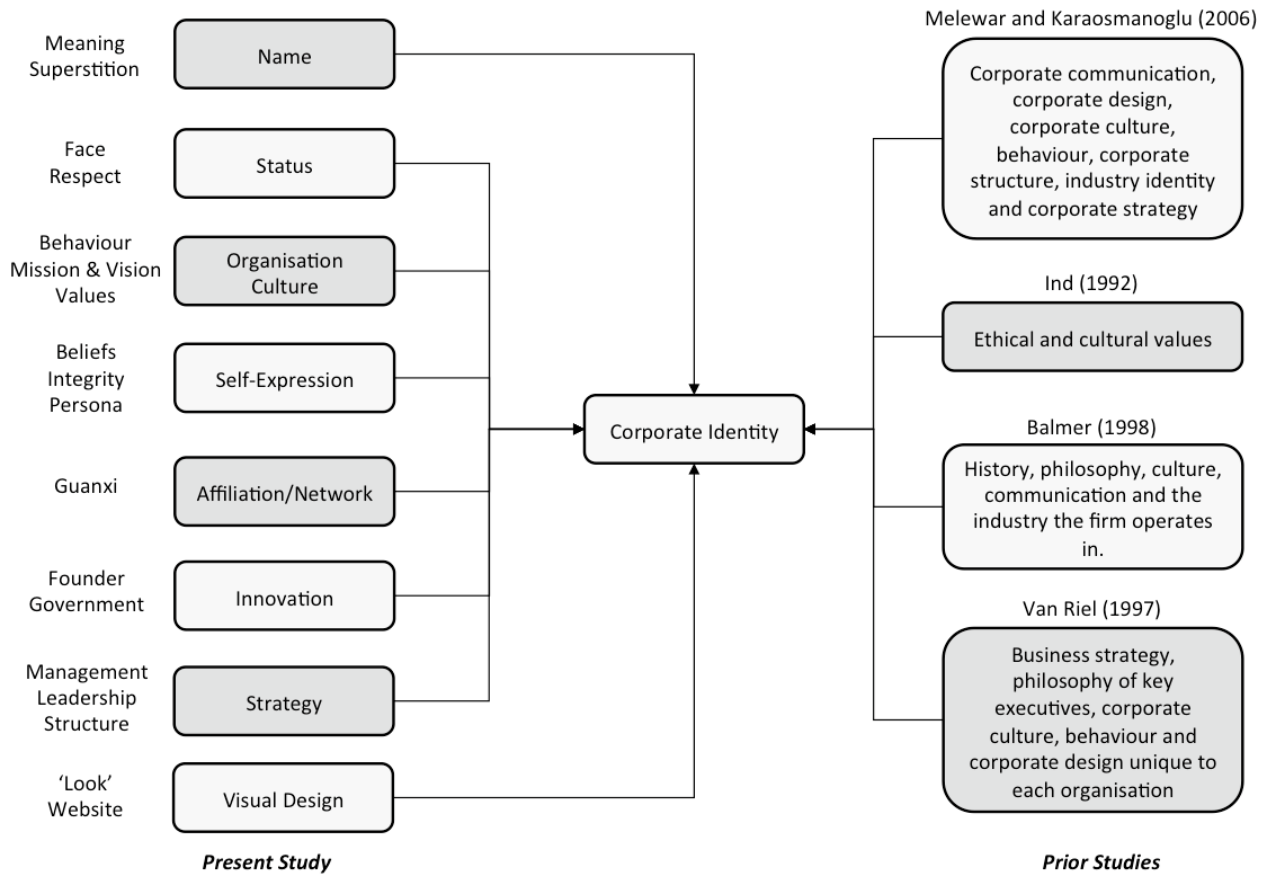 Meaning
Superstition
Name
Face
Respect
Status
Behaviour
Mission & Vision
Values
Organisation
Culture
Beliefs
Integrity
Persona
Self-Expression
Guanxi
Affiliation/Network
Founder
Government
Innovation
Management
Leadership
Structure
Strategy
‘Look’
Website
Visual Design
Present Study
Corporate Identity
Melewar and Karaosmanoglu (2006)
Corporate communication,
corporate design,
corporate culture,
behaviour, corporate
structure, industry identity
and corporate strategy
Ind (1992)
Ethical and cultural values
Balmer (1998)
History, philosophy, culture,
communication and the
industry the firm operates
in.
Van Riel (1997)
Business strategy,
philosophy of key
executives, corporate
culture, behaviour and
corporate design unique to
each organisation
Prior Studies